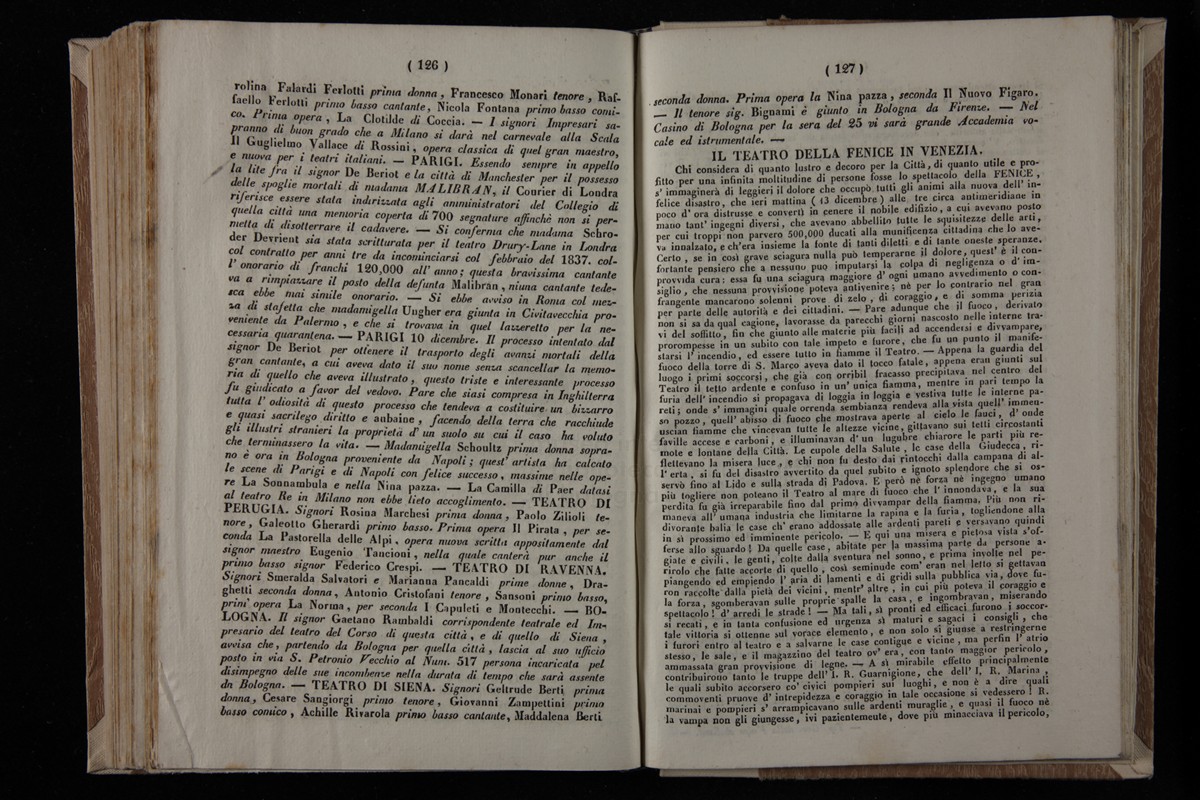 ( 126 )
rolina Falardi Ferlotti prima donna, Francesco Monari tenore, Raf-
faello Ferlotti primo basso cantante, Nicola Fontana primo basso comi-
co. Prima opera, La Clotilde di Coccia. — I signori Impresari sa-
pranno di buon grado che a Milano si darà nel carnevale alla Scala
Il Guglielmo Vallace di Rossini, opera classica di quel gran maestro,
e nuova per i teatri italiani. — PARIGI. Essendo sempre in appello
la lite fra il signor De Beriot e la città di Manchester per il possesso
delle spoglie mortali di madama MALIBRAN, il Courier di Londra
riferisce essere stata indirizzata agli amministratori del Collegio di
quella città una memoria coperta di 700 segnature affinchè non si per-
metta di disotterrare il cadavere. — Si conferma che madama Schro-
der Devrient sia stata scritturata per il teatro Drury-Lane in Londra
col contratto per anni tre da incominciarsi col febbraio del 1837. col-
l' onorario di franchi 120,000 all' anno; questa bravissima cantante
va a rimpiazzare il posto della defunta Malibran, niuna cantante tede-
sca ebbe mai simile onorario. — Si ebbe avviso in Roma col mez-
za di stafetta che madamigella Ungher era giunta in Civitavecchia pro-
veniente da Palermo, e che si trovava in quel lazzeretto per la ne-
cessaria quarantena. — PARIGI 10 dicembre. Il processo intentato dal
signor De Beriot per ottenere il trasporto degli avanzi mortali della
gran cantante, a cui aveva dato il suo nome senza scancellar la memo-
ria di quello che aveva illustrato, questo triste e interessante processo
fu giudicato a favor del vedovo. Pare che siasi compresa in Inghilterra
tutta l' odiosità di questo processo che tendeva a costituire un bizzarro
e quasi sacrilego diritto e aubaine, facendo della terra che racchiude
gli illustri stranieri la proprietà d' un suolo su cui il caso ha voluto
che terminassero la vita. — Madamigella Schoultz prima donna sopra-
no è ora in Bologna proveniente da Napoli; quest' artista ha calcato
le scene di Parigi e di Napoli con felice successo, massime nelle ope-
re La Sonnambula e nella Nina pazza. — La Camilla di Paer datasi
al teatro Re in Milano non ebbe lieto accoglimento. — TEATRO DI
PERUGIA. Signori Rosina Marchesi prima donna, Paolo Zilioli te-
nore, Galeotto Gherardi primo basso. Prima opera Il Pirata, per se-
conda La Pastorella delle Alpi, opera nuova scritta appositamente dal
signor maestro Eugenio Tancioni, nella quale canterà pur anche il
primo basso signor Federico Crespi. — TEATRO DI RAVENNA.
Signori Smeralda Salvatori e Marianna Pancaldi prime donne, Dra-
ghetti seconda donna, Antonio Cristofani tenore, Sansoni primo basso,
prim' opera La Norma, per seconda I Capuleti e Montecchi. — BO-
LOGNA. Il signor Gaetano Rambaldi corrispondente teatrale ed Im-
presario del teatro del Corso di questa città, e di quello di Siena,
avvisa che, partendo da Bologna per quella città, lascia al suo uffizio
posto in via S. Petronio Vecchio al Num. 517 persona incaricata pel
disimpegno delle sue incombenze nella durata di tempo che sarà assente
da Bologna. — TEATRO DI SIENA. Signori Geltrude Berti prima
donna, Cesare Sangiorgi primo tenore, Giovanni Zampettini primo
basso comico, Achille Rivarola primo basso cantante, Maddalena Berti
( 127 )
seconda donna. Prima opera la Nina pazza, seconda Il Nuovo Figaro.
— Il tenore sig. Bignami è giunto in Bologna da Firenze. — Nel
Casino di Bologna per la sera del 25 vi sarà grande Accademia vo-
cale ed istrumentale. —
IL TEATRO DELLA FENICE IN VENEZIA.
Chi considera di quanto lustro e decoro per la Città, di quanto utile e pro-
fitto per una infinita moltitudine di persone fosse lo spettacolo della FENICE,
s' immaginerà di leggieri il dolore che occupò tutti gli animi alla nuova dell' in-
felice disastro, che ieri mattina ( 13 dicembre ) alle tre circa antimeridiane in
poco d' ora distrusse e convertì in cenere il nobile edifizio, a cui avevano posto
mano tant' ingegni diversi, che avevano abbellito tutte le squisitezze delle arti,
per cui troppi non parvero 500,000 ducati alla munificenza cittadina che lo ave-
va innalzato, e ch'era insieme la fonte di tanti diletti e di tante oneste speranze.
Certo, se in così grave sciagura nulla può temperarne il dolore, quest' è il con-
fortante pensiero che a nessuno può imputarsi la colpa di negligenza o d' im-
provvida cura: essa fu una sciagura maggiore d' ogni umano avvedimento o con-
siglio, che nessuna provvisione poteva antivenire; nè per lo contrario nel gran
frangente mancarono solenni prove di zelo, di coraggio, e di somma perizia
per parte delle autorità e dei cittadini. — Pare adunque che il fuoco, derivato
non si sa da qual cagione, lavorasse da parecchi giorni nascosto nelle interne tra-
vi del soffitto, fin che giunto alle materie più facili ad accendersi e divvampare,
prorompesse in un subito con tale impeto e furore, che fu un punto il manife-
starsi l' incendio, ed essere tutto in fiamme il Teatro. — Appena la guardia del
fuoco della torre di S. Marco aveva dato il tocco fatale, appena eran giunti sul
luogo i primi soccorsi, che già con orribil fracasso precipitava nel centro del
Teatro il tetto ardente e confuso in un' unica fiamma, mentre in pari tempo la
furia dell' incendio si propagava di loggia in loggia e vestiva tutte le interne pa-
reti; onde s' immagini quale orrenda sembianza rendeva alla vista quell' immen-
so pozzo, quell' abisso di fuoco che mostrava aperte al cielo le fauci, d' onde
uscian fiamme che vincevan tutte le altezze vicine, gittavano sui tetti circostanti
faville accese e carboni, e illuminavan d' un lugubre chiarore le parti più re-
mote e lontane della Città. Le cupole della Salute, le case della Giudecca, ri-
flettevano la misera luce, e chi non fu desto dai rintocchi dalla campana di al-
l' erta, si fu del disastro avvertito da quel subito e ignoto splendore che si os-
servò fino al Lido e sulla strada di Padova. E però nè forza nè ingegno umano
più togliere non poteano il Teatro al mare di fuoco che l' innondava, e la sua
perdita fu già irreparabile fino dal primo divvampar della fiamma. Più non ri-
maneva all' umana industria che limitarne la rapina e la furia, togliendone alla
divorante balìa le case ch' erano addossate alle ardenti pareti e versavano quindi
in sì prossimo ed imminente pericolo. — E qui una misera e pietosa vista s'of-
ferse allo sguardo! Da quelle case, abitate per la massima parte da persone a-
giate e civili, le genti, colte dalla sventura nel sonno, e prima involte nel pe-
rirolo che fatte accorte di quello, così seminude com' eran nel letto si gettavan
piangendo ed empiendo l' aria di lamenti e di gridi sulla pubblica via, dove fu-
ron raccolte dalla pietà dei vicini, mentr' altre, in cui più poteva il coraggio e
la forza, sgomberavan sulle proprie spalle la casa, e ingombravan, miserando
spettacolo! d' arredi le strade! — Ma tali, sì pronti ed efficaci furono i soccor-
si recati, e in tanta confusione ed urgenza sì maturi e sagaci i consigli, che
tale vittoria si ottenne sul vorace elemento, e non solo si giunse a restringerne
i furori entro al teatro e a salvarne le case contigue e vicine, ma perfin l' atrio
stesso, le sale, e il magazzino del teatro ov' era, con tanto maggior pericolo,
ammassata gran provvisione di legne. — A sì mirabile effetto principalmente
contribuirono tanto le truppe dell' I. R. Guarnigione, che dell' I. R. Marina,
le quali subito accorsero co' civici pompieri sui luoghi, e non è a dire quali
commoventi pruove d' intrepidezza e coraggio in tale occasione si vedessero! R.
marinai e pompieri s' arrampicavano sulle ardenti muraglie, e quasi il fuoco nè
la vampa non gli giungesse, ivi pazientemeute, dove più minacciava il pericolo,